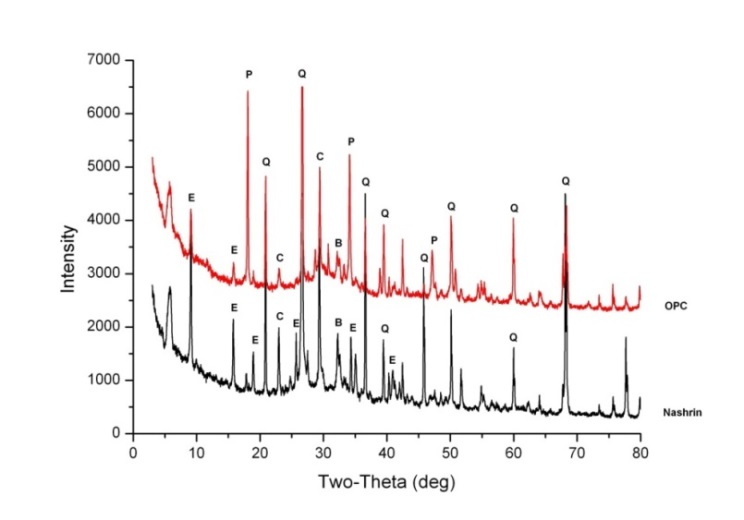 7000
P
Q
6000
P
C
Q
5000
Q
Q
E
Q
Q
Q
4000
B
P
E
C
Q
3000
OPC
E
C
E
B
E
Q
2000
E
Q
E
1000
Nashrin
0
0 10 20 30 40 50 60 70 80
Two-Theta (deg)
Intensity